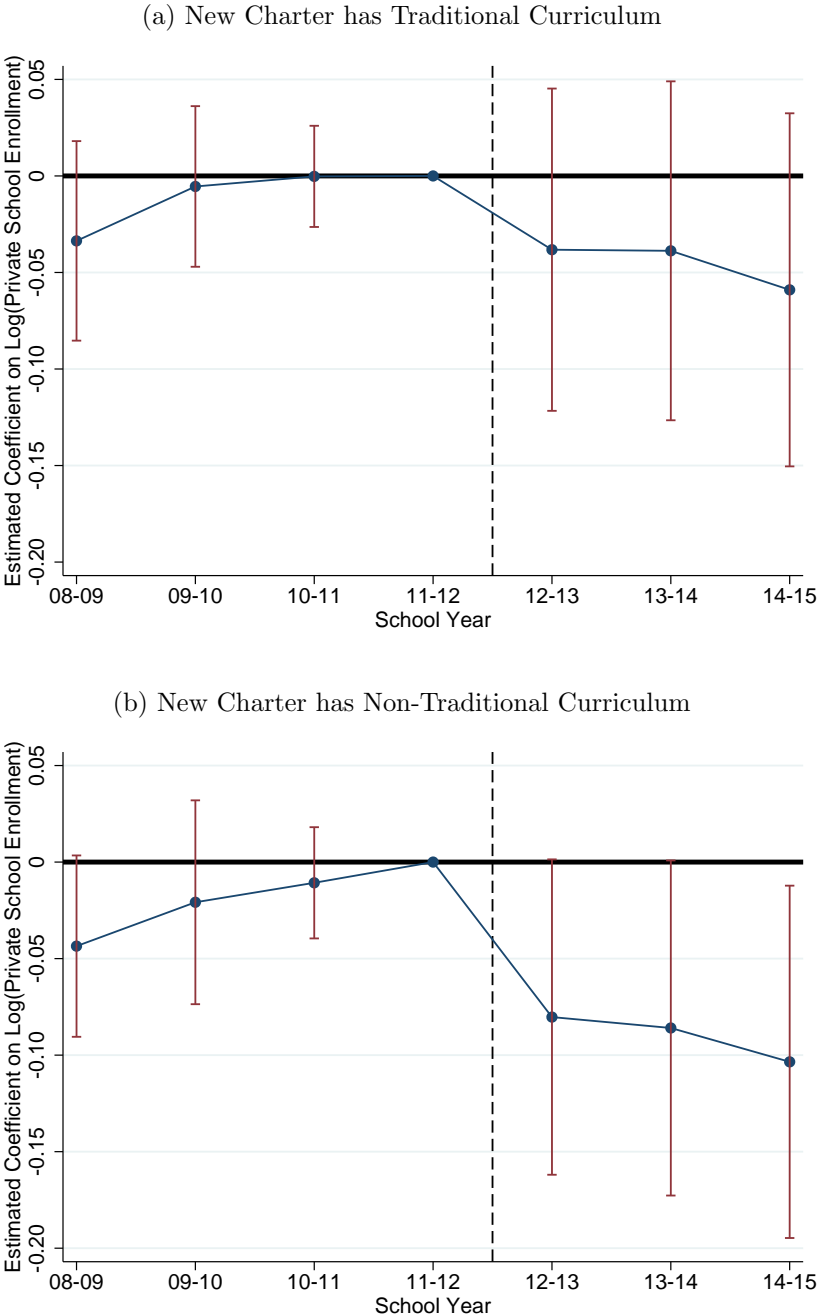 (a) New Charter has Traditional Curriculum
Estimated Coefficient on Log(Private School Enrollment)
0.05
0
-0.05
-0.10
-0.15
-0.20
08-09 09-10 10-11 11-12 12-13 13-14 14-15
School Year
(b) New Charter has Non-Traditional Curriculum
Estimated Coefficient on Log(Private School Enrollment)
0.05
0
-0.05
-0.10
-0.15
-0.20
08-09 09-10 10-11 11-12 12-13 13-14 14-15
School Year